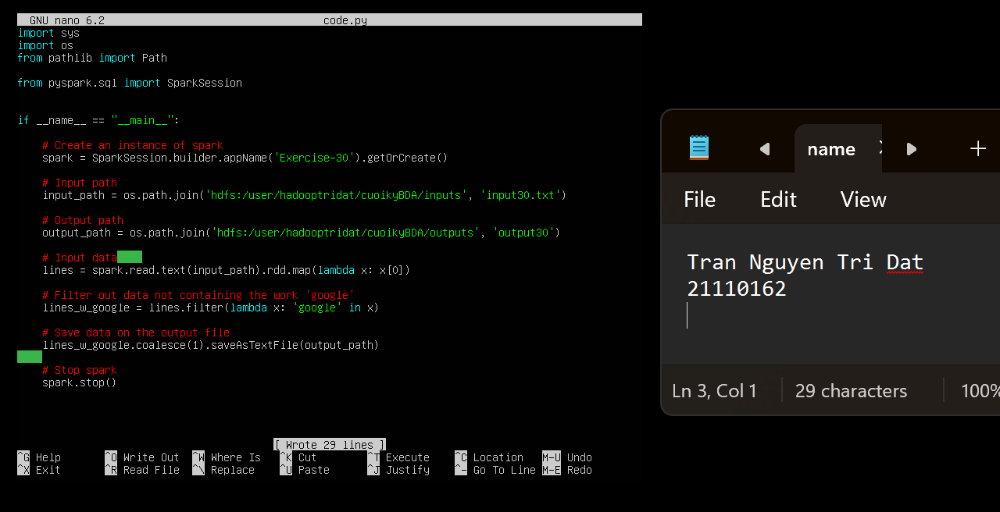 GNU nano 6.2 code.py
import sys
import os
from pathlib import Path
from pyspark.sql import SparkSession
if __name__ == "__main__":
# Create an instance of spark
spark = SparkSession.builder.appName('Exercise-30').getOrCreate()
# Input path
input_path = os.path.join('hdfs:/user/hadooptridat/cuoikyBDA/inputs', 'input30.txt')
# Output path
output_path = os.path.join('hdfs:/user/hadooptridat/cuoikyBDA/outputs', 'output30')
# Input data
lines = spark.read.text(input_path).rdd.map(lambda x: x[0])
# Filter out data not containing the work 'google'
lines_w_google = lines.filter(lambda x: 'google' in x)
# Save data on the output file
lines_w_google.coalesce(1).saveAsTextFile(output_path)
# Stop spark
spark.stop()
[ Wrote 29 lines ]
^G Help ^O Write Out ^W Where Is ^K Cut ^T Execute ^C Location M-U Undo
^X Exit ^R Read File ^\ Replace ^U Paste ^J Justify ^- Go To Line M-E Redo
name
File Edit View
Tran Nguyen Tri Dat
21110162
Ln 3, Col 1 29 characters 100%